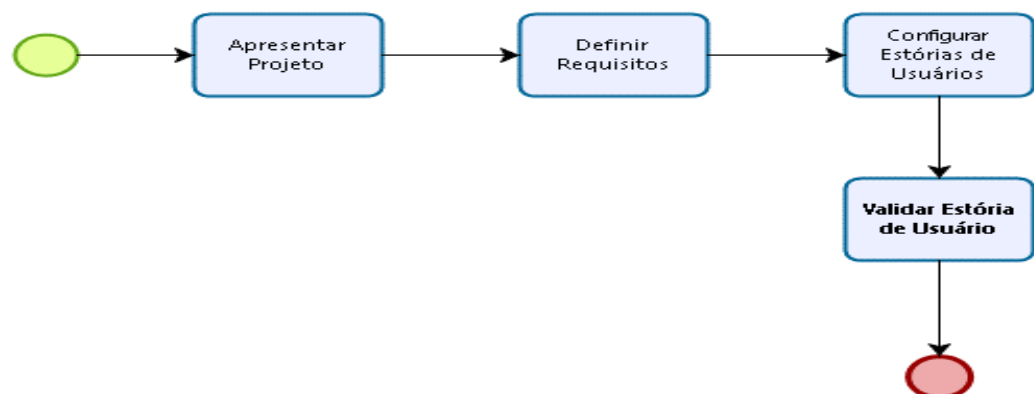 Apresentar
Projeto
Definir
Requisitos
Configurar
Estórias de
Usuários
Validar Estória
de Usuário